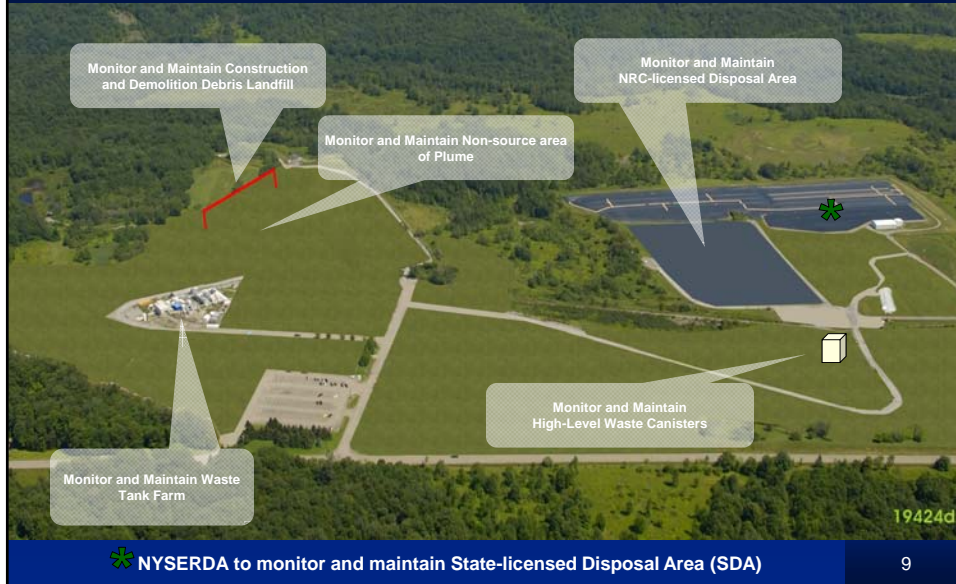 Monitor and Maintain Construction
and Demolition Debris Landfill
Monitor and Maintain
NRC-licensed Disposal Area
Monitor and Maintain Non-source area
of Plume
Monitor and Maintain
High-Level Waste Canisters
Monitor and Maintain Waste
Tank Farm
19424d
* NYSERDA to monitor and maintain State-licensed Disposal Area (SDA)
9